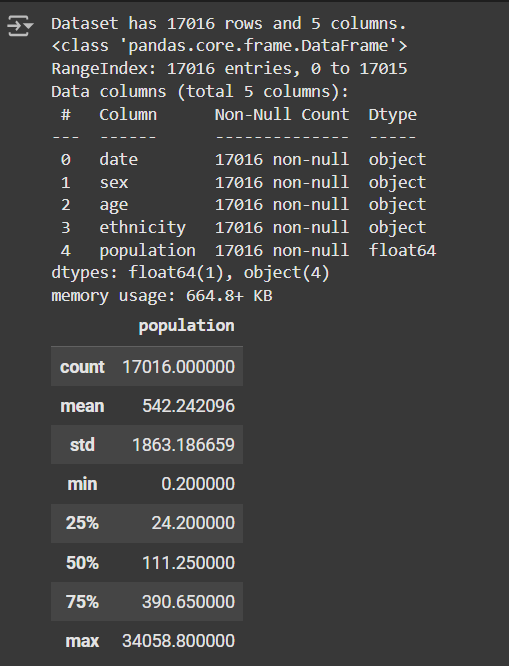 Dataset has 17016 rows and 5 columns.
<class 'pandas.core.frame.DataFrame'>
RangeIndex: 17016 entries, 0 to 17015
Data columns (total 5 columns):
 #   Column      Non-Null Count  Dtype
---  ------      --------------  -----
 0   date        17016 non-null  object
 1   sex         17016 non-null  object
 2   age         17016 non-null  object
 3   ethnicity   17016 non-null  object
 4   population  17016 non-null  float64
dtypes: float64(1), object(4)
memory usage: 664.8+ KB
population
count 17016.000000
mean 542.242096
std 1863.186659
min 0.200000
25% 24.200000
50% 111.250000
75% 390.650000
max 34058.800000